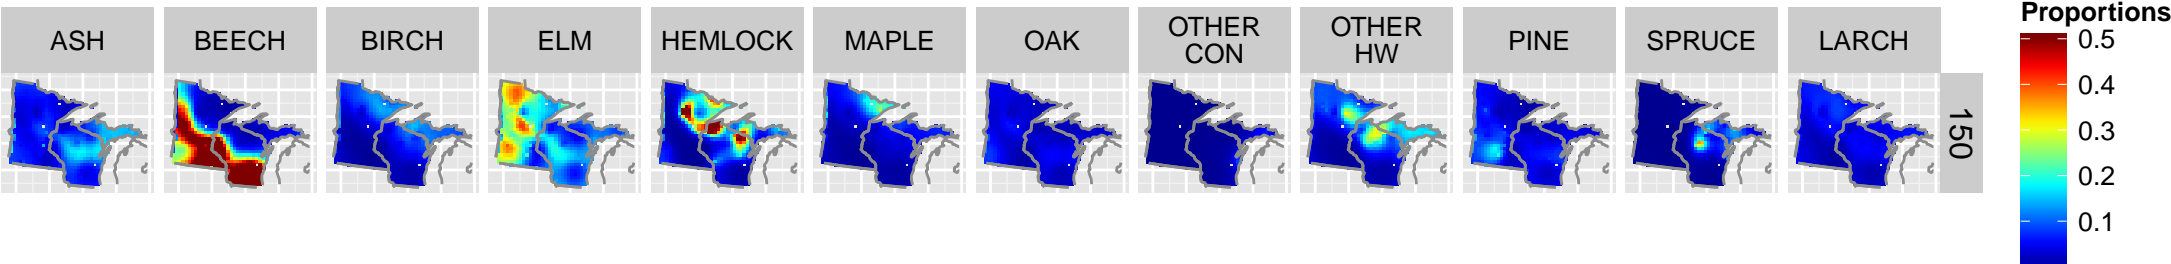 ASH
BEECH
BIRCH
ELM
HEMLOCK
MAPLE
OAK
OTHER
CON
OTHER
HW
PINE
SPRUCE
LARCH
150
Proportions
0.5
0.4
0.3
0.2
0.1